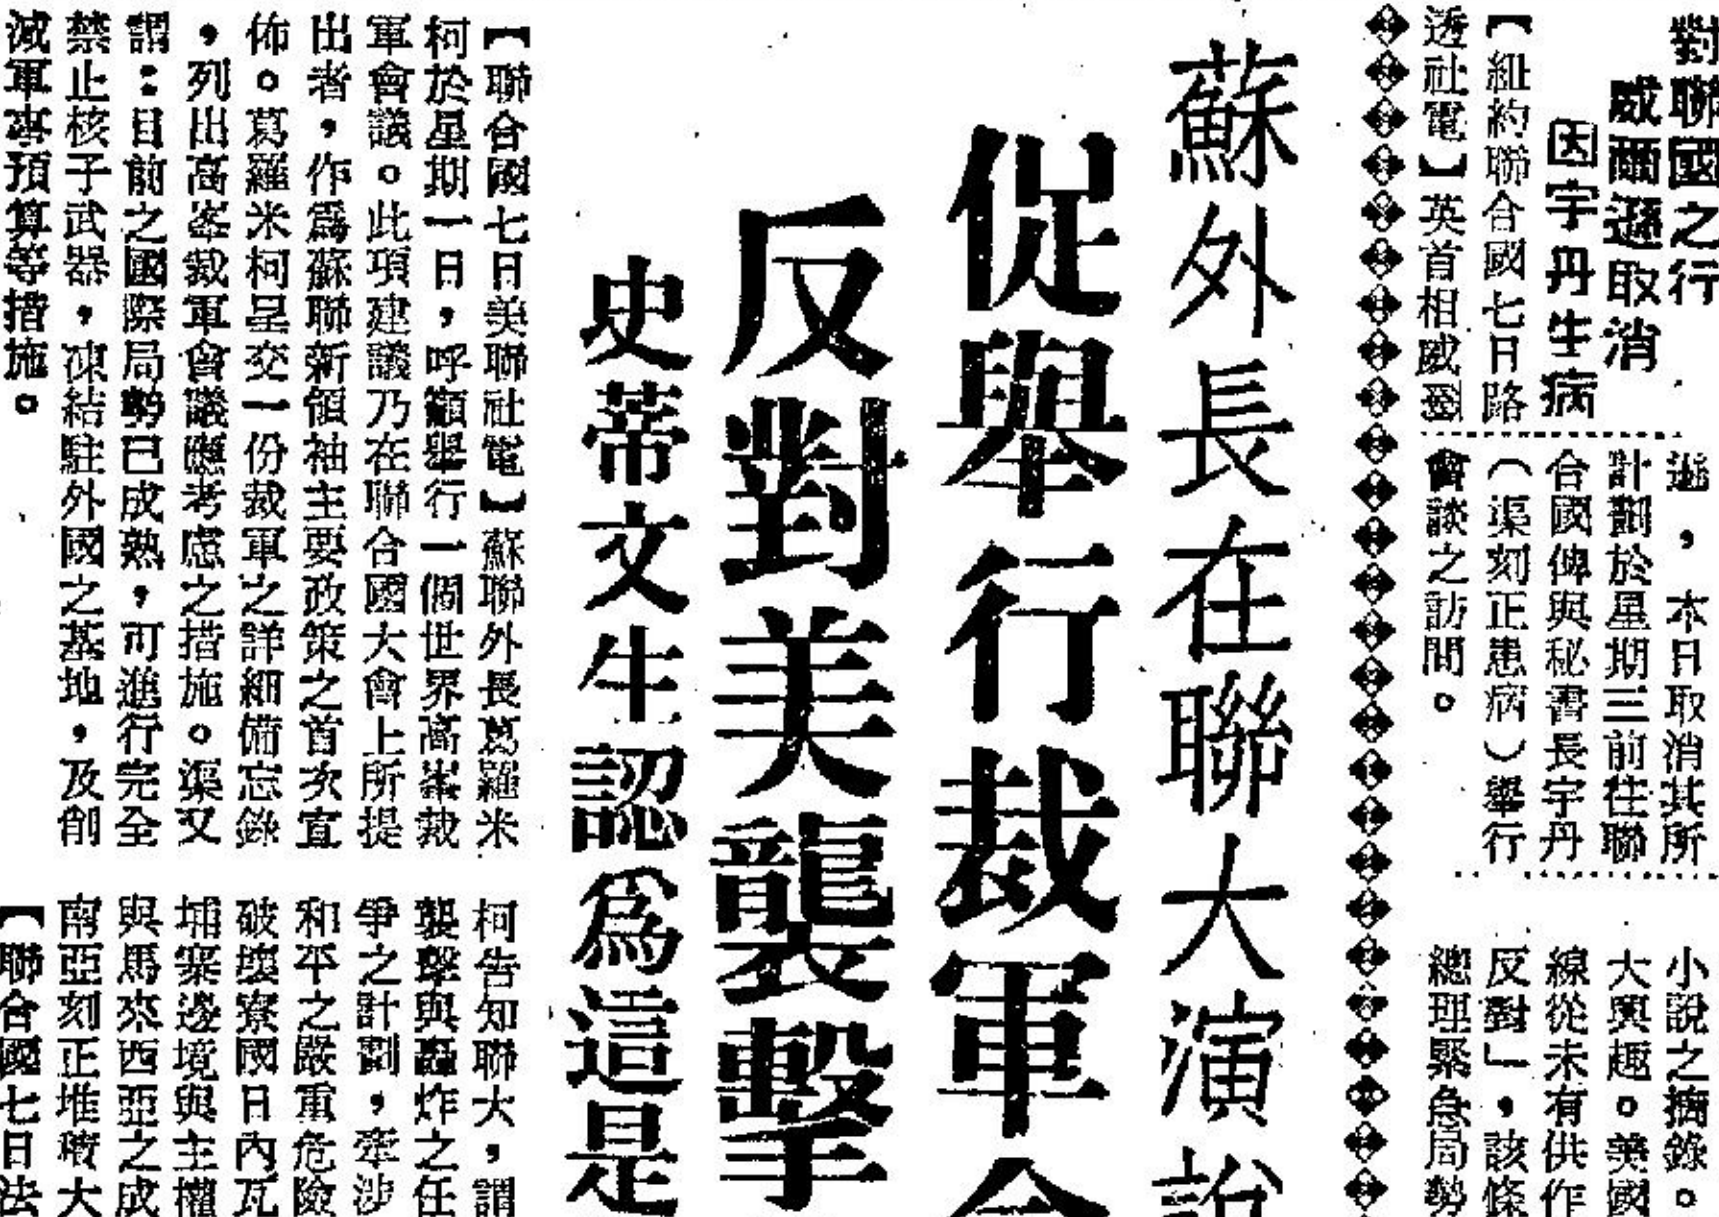 對聯國之行
威爾遜取消
因宇丹生病
【紐約聯合國七日路
透社電】英首相威爾
遜，本日取消其所
計劃於星期三前往聯
合國俾與秘書長宇丹
（渠刻正患病）舉行
會談之訪問。
小說之摘錄。
大興趣。美國
線從未有供作
反對」，該條
總理緊急局勢
蘇外長在聯大演說
促舉行裁軍會
反對美襲擊
史蒂文生認爲這是
【聯合國七日美聯社電】蘇聯外長葛羅米
柯於星期一日，呼籲舉行一個世界高峯裁
軍會議。此項建議乃在聯合國大會上所提
出者，作爲蘇聯新領袖主要政策之首次宣
佈。葛羅米柯呈交一份裁軍之詳細備忘錄
，列出高峯裁軍會議應考慮之措施。渠又
謂：目前之國際局勢已成熟，可進行完全
禁止核子武器，凍結駐外國之基地，及削
減軍事預算等措施。
柯告知聯大，謂
襲擊與轟炸之任
爭之計劃，牽涉
和平之嚴重危險
破壞寮國日內瓦
埔寨邊境與主權
與馬來西亞之成
南亞刻正堆積大
【聯合國七日法